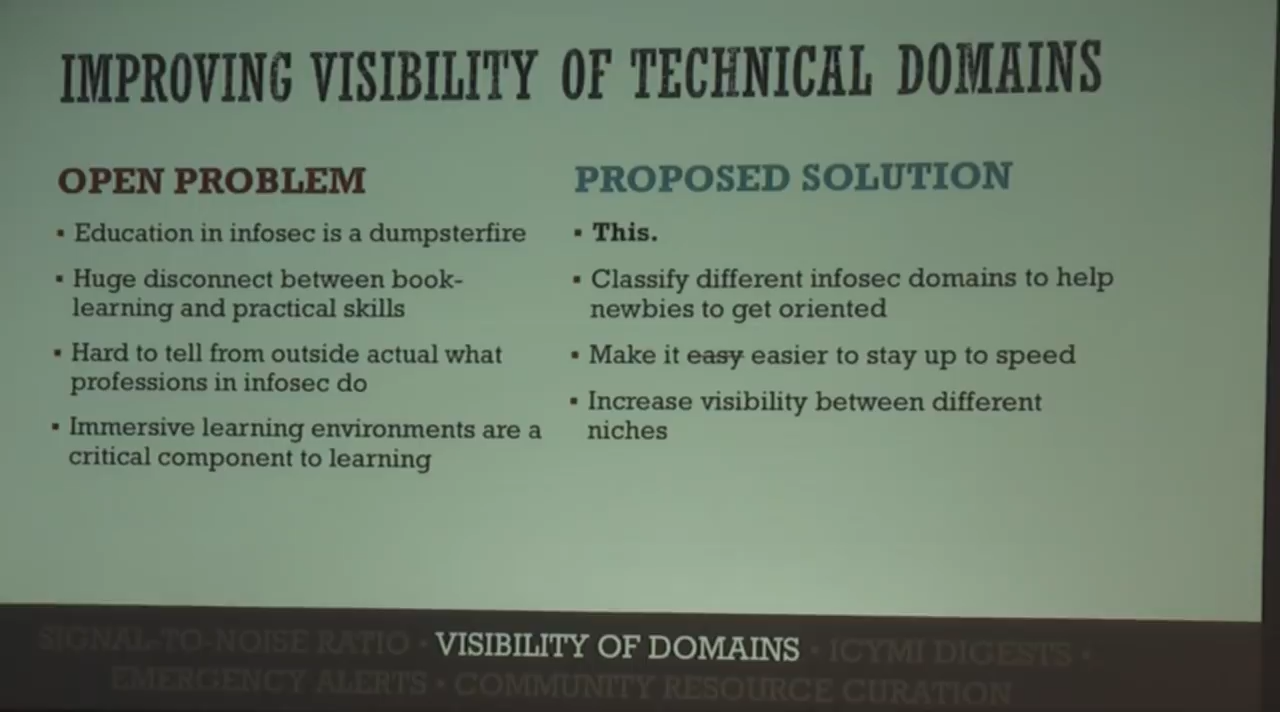 IMPROVING VISIBILITY OF TECHNICAL DOMAINS
OPEN PROBLEM
▪ Education in infosec is a dumpsterfire
▪ Huge disconnect between book-
learning and practical skills
▪ Hard to tell from outside actual what
professions in infosec do
▪ Immersive learning environments are a
critical component to learning
PROPOSED SOLUTION
▪ This.
▪ Classify different infosec domains to help
newbies to get oriented
▪ Make it easy easier to stay up to speed
▪ Increase visibility between different
niches
SIGNAL-TO-NOISE RATIO • VISIBILITY OF DOMAINS • ICYMI DIGESTS •
EMERGENCY ALERTS • COMMUNITY RESOURCE CURATION